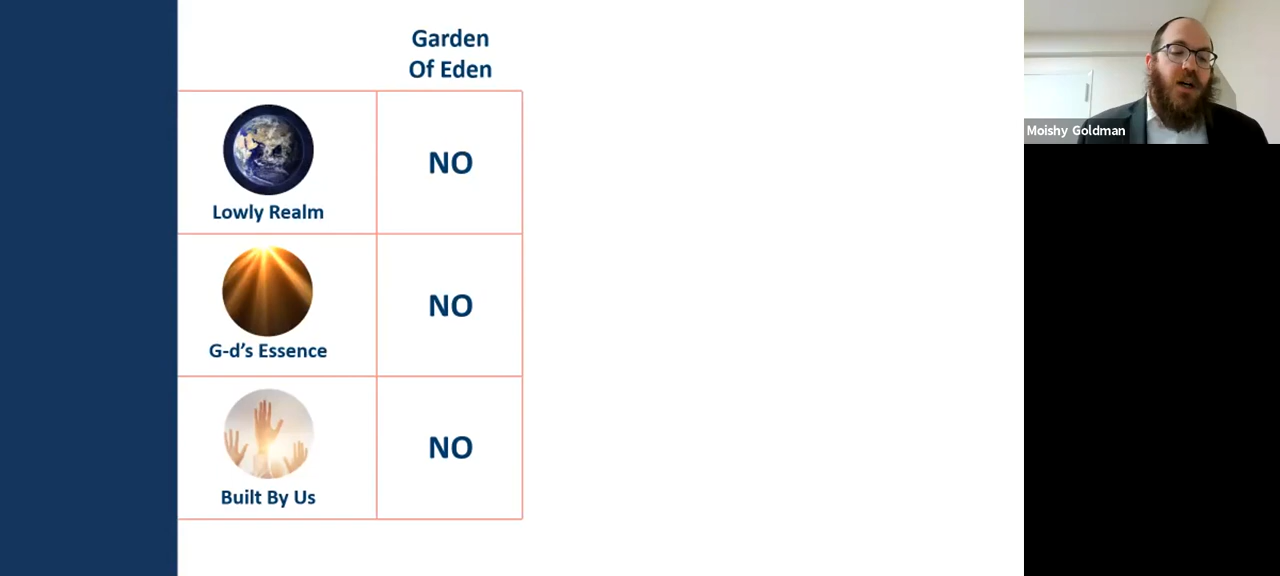 Garden
Of Eden
Lowly Realm
NO
G-d's Essence
NO
Built By Us
NO
Moishy Goldman